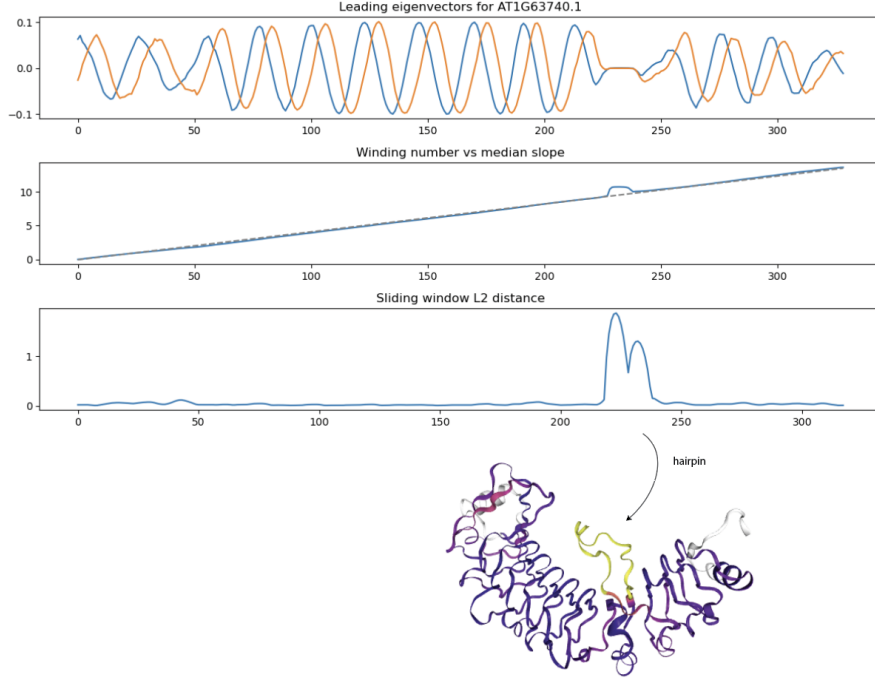 Leading eigenvectors for AT1G63740.1
0.1
0.0
−0.1
0 50 100 150 200 250 300
Winding number vs median slope
10
5
0
0 50 100 150 200 250 300
Sliding window L2 distance
1
0
0 50 100 150 200 250 300
hairpin